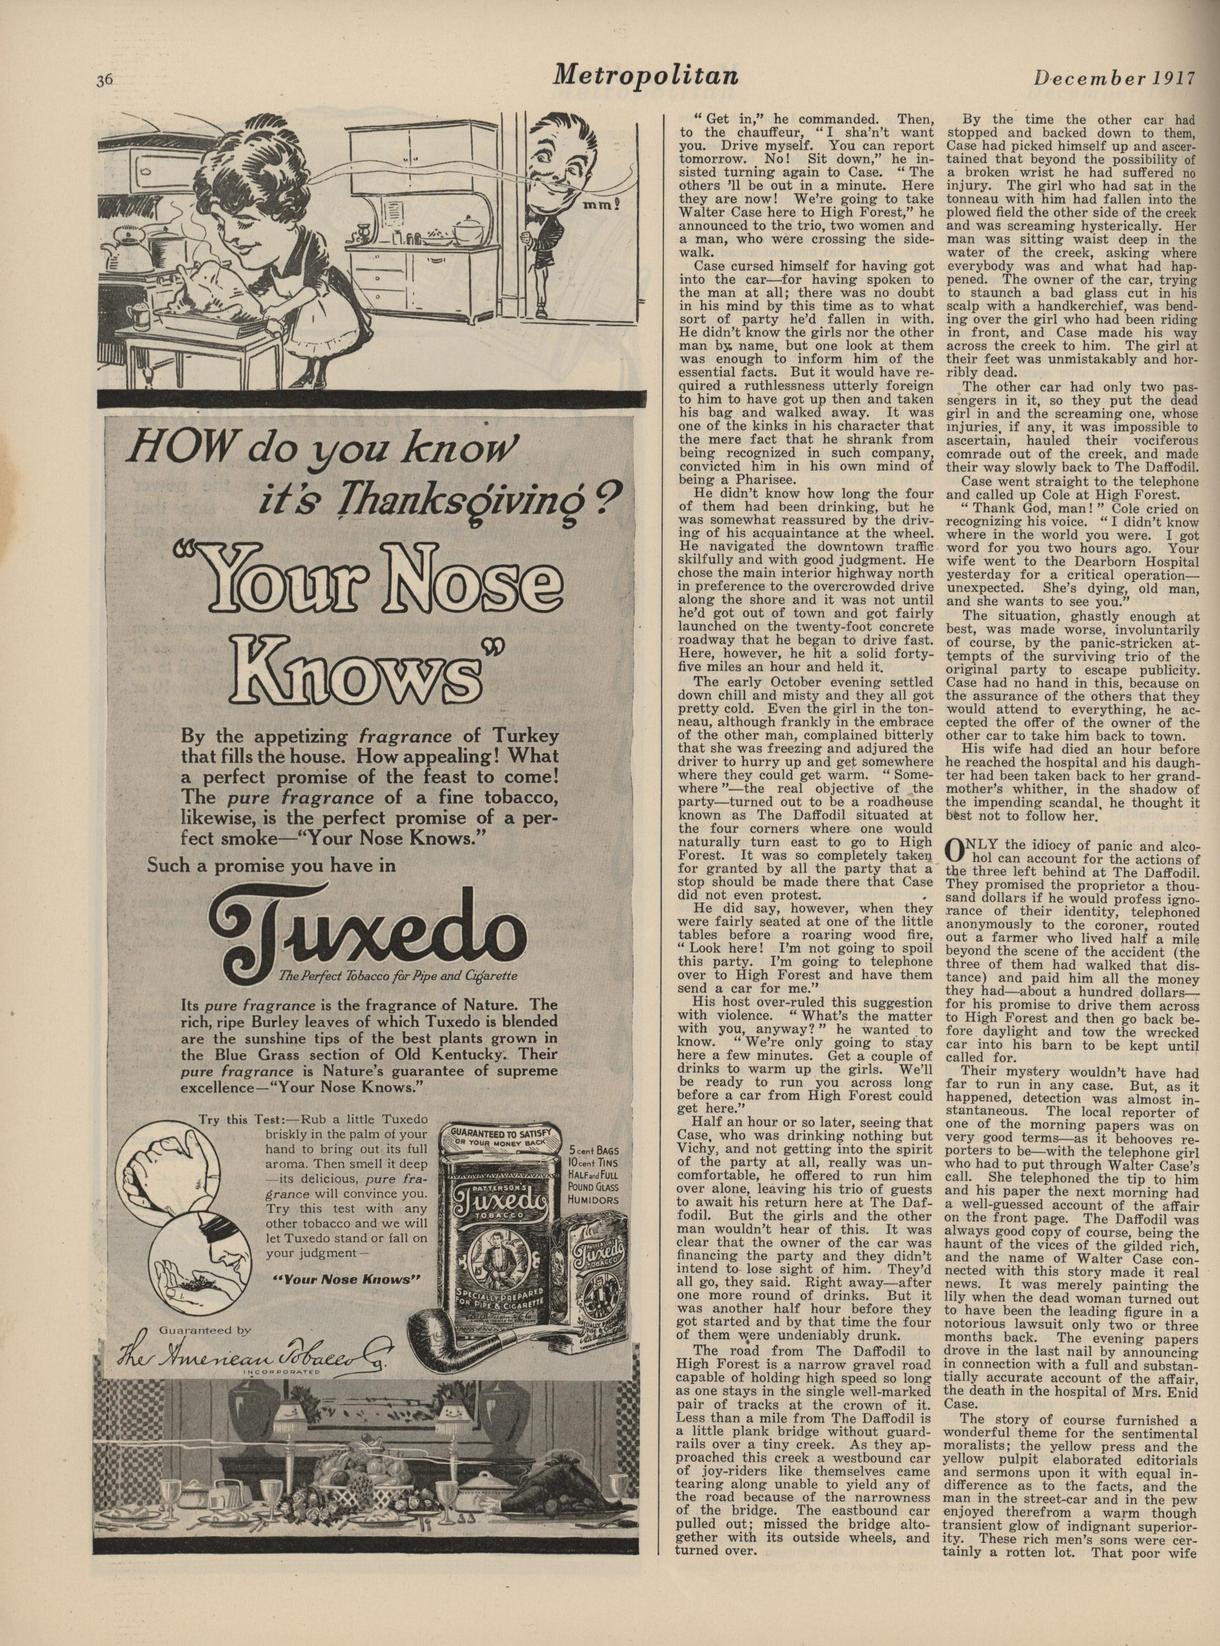 36
Metropolitan
December 1917
mm!
HOW do you know
it's Thanksgiving?
"Your Nose
Knows"
By the appetizing fragrance of Turkey
that fills the house. How appealing! What
a perfect promise of the feast to come!
The pure fragrance of a fine tobacco,
likewise, is the perfect promise of a per-
fect smoke—"Your Nose Knows."
Such a promise you have in
Tuxedo
The Perfect Tobacco for Pipe and Cigarette
Its pure fragrance is the fragrance of Nature. The
rich, ripe Burley leaves of which Tuxedo is blended
are the sunshine tips of the best plants grown in
the Blue Grass section of Old Kentucky. Their
pure fragrance is Nature's guarantee of supreme
excellence—"Your Nose Knows."
Try this Test:—Rub a little Tuxedo
briskly in the palm of your
hand to bring out its full
aroma. Then smell it deep
—its delicious, pure fra-
grance will convince you.
Try this test with any
other tobacco and we will
let Tuxedo stand or fall on
your judgment—
"Your Nose Knows"
GUARANTEED TO SATISFY
OR YOUR MONEY BACK
PATTERSON'S
Tuxedo
TOBACCO
SPECIALLY PREPARED
FOR PIPE & CIGARETTE
5 cent BAGS
10 cent TINS
HALF and FULL
POUND GLASS
HUMIDORS
Tuxedo
Guaranteed by
The American Tobacco Co.
INCORPORATED
"Get in," he commanded. Then,
to the chauffeur, "I sha'n't want
you. Drive myself. You can report
tomorrow. No! Sit down," he in-
sisted turning again to Case. "The
others 'll be out in a minute. Here
they are now! We're going to take
Walter Case here to High Forest," he
announced to the trio, two women and
a man, who were crossing the side-
walk.
Case cursed himself for having got
into the car—for having spoken to
the man at all; there was no doubt
in his mind by this time as to what
sort of party he'd fallen in with.
He didn't know the girls nor the other
man by name, but one look at them
was enough to inform him of the
essential facts. But it would have re-
quired a ruthlessness utterly foreign
to him to have got up then and taken
his bag and walked away. It was
one of the kinks in his character that
the mere fact that he shrank from
being recognized in such company,
convicted him in his own mind of
being a Pharisee.
He didn't know how long the four
of them had been drinking, but he
was somewhat reassured by the driv-
ing of his acquaintance at the wheel.
He navigated the downtown traffic
skilfully and with good judgment. He
chose the main interior highway north
in preference to the overcrowded drive
along the shore and it was not until
he'd got out of town and got fairly
launched on the twenty-foot concrete
roadway that he began to drive fast.
Here, however, he hit a solid forty-
five miles an hour and held it.
The early October evening settled
down chill and misty and they all got
pretty cold. Even the girl in the ton-
neau, although frankly in the embrace
of the other man, complained bitterly
that she was freezing and adjured the
driver to hurry up and get somewhere
where they could get warm. "Some-
where"—the real objective of the
party—turned out to be a roadhouse
known as The Daffodil situated at
the four corners where one would
naturally turn east to go to High
Forest. It was so completely taken
for granted by all the party that a
stop should be made there that Case
did not even protest.
He did say, however, when they
were fairly seated at one of the little
tables before a roaring wood fire,
"Look here! I'm not going to spoil
this party. I'm going to telephone
over to High Forest and have them
send a car for me."
His host over-ruled this suggestion
with violence. "What's the matter
with you, anyway?" he wanted to
know. "We're only going to stay
here a few minutes. Get a couple of
drinks to warm up the girls. We'll
be ready to run you across long
before a car from High Forest could
get here."
Half an hour or so later, seeing that
Case, who was drinking nothing but
Vichy, and not getting into the spirit
of the party at all, really was un-
comfortable, he offered to run him
over alone, leaving his trio of guests
to await his return here at The Daf-
fodil. But the girls and the other
man wouldn't hear of this. It was
clear that the owner of the car was
financing the party and they didn't
intend to lose sight of him. They'd
all go, they said. Right away—after
one more round of drinks. But it
was another half hour before they
got started and by that time the four
of them were undeniably drunk.
The road from The Daffodil to
High Forest is a narrow gravel road
capable of holding high speed so long
as one stays in the single well-marked
pair of tracks at the crown of it.
Less than a mile from The Daffodil is
a little plank bridge without guard-
rails over a tiny creek. As they ap-
proached this creek a westbound car
of joy-riders like themselves came
tearing along unable to yield any of
the road because of the narrowness
of the bridge. The eastbound car
pulled out; missed the bridge alto-
gether with its outside wheels, and
turned over.
By the time the other car had
stopped and backed down to them,
Case had picked himself up and ascer-
tained that beyond the possibility of
a broken wrist he had suffered no
injury. The girl who had sat in the
tonneau with him had fallen into the
plowed field the other side of the creek
and was screaming hysterically. Her
man was sitting waist deep in the
water of the creek, asking where
everybody was and what had hap-
pened. The owner of the car, trying
to staunch a bad glass cut in his
scalp with a handkerchief, was bend-
ing over the girl who had been riding
in front, and Case made his way
across the creek to him. The girl at
their feet was unmistakably and hor-
ribly dead.
The other car had only two pas-
sengers in it, so they put the dead
girl in and the screaming one, whose
injuries, if any, it was impossible to
ascertain, hauled their vociferous
comrade out of the creek, and made
their way slowly back to The Daffodil.
Case went straight to the telephone
and called up Cole at High Forest.
"Thank God, man!" Cole cried on
recognizing his voice. "I didn't know
where in the world you were. I got
word for you two hours ago. Your
wife went to the Dearborn Hospital
yesterday for a critical operation—
unexpected. She's dying, old man,
and she wants to see you."
The situation, ghastly enough at
best, was made worse, involuntarily
of course, by the panic-stricken at-
tempts of the surviving trio of the
original party to escape publicity.
Case had no hand in this, because on
the assurance of the others that they
would attend to everything, he ac-
cepted the offer of the owner of the
other car to take him back to town.
His wife had died an hour before
he reached the hospital and his daugh-
ter had been taken back to her grand-
mother's whither, in the shadow of
the impending scandal, he thought it
best not to follow her.
ONLY the idiocy of panic and alco-
hol can account for the actions of
the three left behind at The Daffodil.
They promised the proprietor a thou-
sand dollars if he would profess igno-
rance of their identity, telephoned
anonymously to the coroner, routed
out a farmer who lived half a mile
beyond the scene of the accident (the
three of them had walked that dis-
tance) and paid him all the money
they had—about a hundred dollars—
for his promise to drive them across
to High Forest and then go back be-
fore daylight and tow the wrecked
car into his barn to be kept until
called for.
Their mystery wouldn't have had
far to run in any case. But, as it
happened, detection was almost in-
stantaneous. The local reporter of
one of the morning papers was on
very good terms—as it behooves re-
porters to be—with the telephone girl
who had to put through Walter Case's
call. She telephoned the tip to him
and his paper the next morning had
a well-guessed account of the affair
on the front page. The Daffodil was
always good copy of course, being the
haunt of the vices of the gilded rich,
and the name of Walter Case con-
nected with this story made it real
news. It was merely painting the
lily when the dead woman turned out
to have been the leading figure in a
notorious lawsuit only two or three
months back. The evening papers
drove in the last nail by announcing
in connection with a full and substan-
tially accurate account of the affair,
the death in the hospital of Mrs. Enid
Case.
The story of course furnished a
wonderful theme for the sentimental
moralists; the yellow press and the
yellow pulpit elaborated editorials
and sermons upon it with equal in-
difference as to the facts, and the
man in the street-car and in the pew
enjoyed therefrom a warm though
transient glow of indignant superior-
ity. These rich men's sons were cer-
tainly a rotten lot. That poor wife